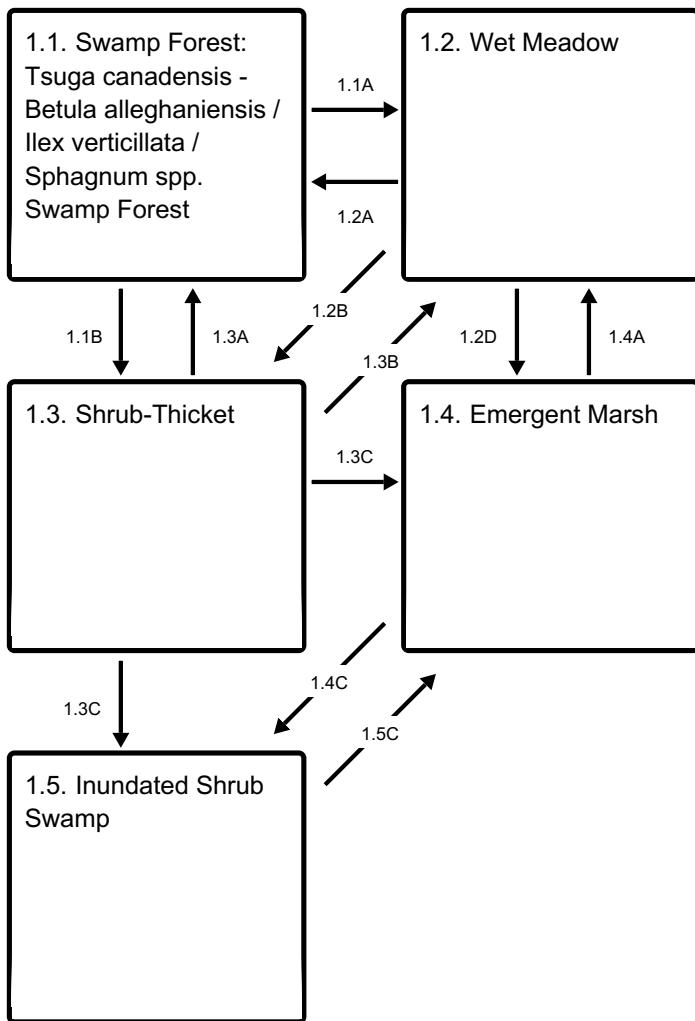 1.1. Swamp Forest:
Tsuga canadensis -
Betula alleghaniensis /
Ilex verticillata /
Sphagnum spp.
Swamp Forest
1.1A
1.2. Wet Meadow
1.2A
1.1B
1.3A
1.2B
1.3B
1.2D
1.4A
1.3. Shrub-Thicket
1.3C
1.4. Emergent Marsh
1.3C
1.4C
1.5C
1.5. Inundated Shrub
Swamp